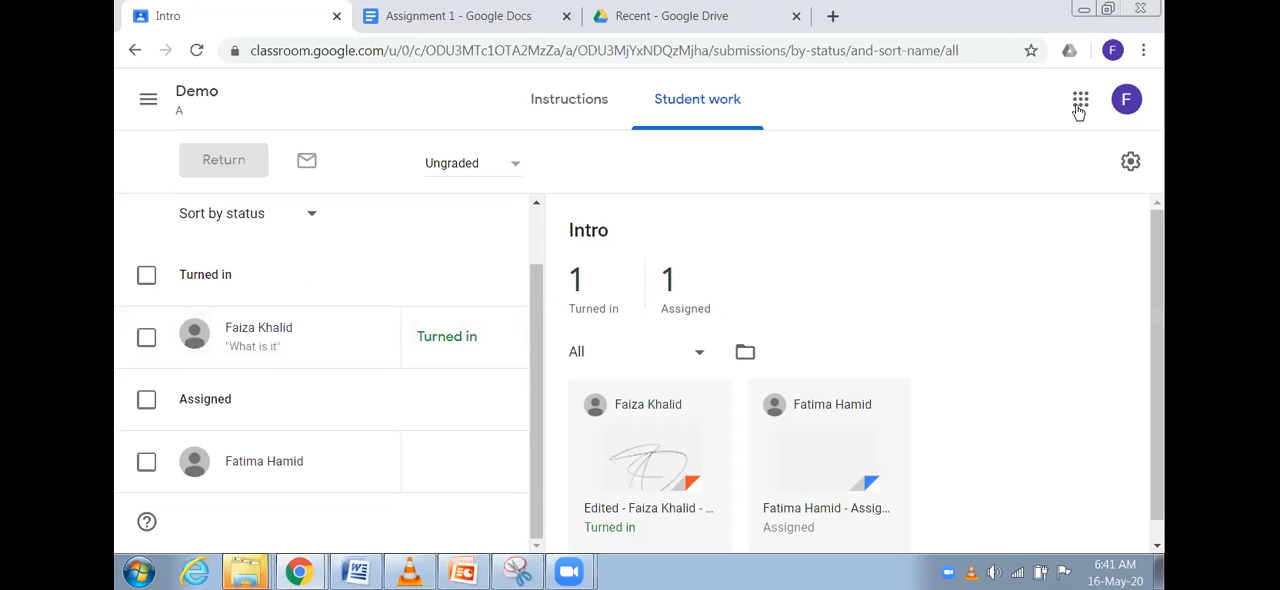 Intro
Assignment 1 - Google Docs
Recent - Google Drive
classroom.google.com/u/0/c/ODU3MTc1OTA2MzZa/a/ODU3MjYxNDQzMjha/submissions/by-status/and-sort-name/all
F
Demo
A
Instructions
Student work
F
Return
Ungraded
Sort by status
Turned in
Faiza Khalid
"What is it"
Turned in
Assigned
Fatima Hamid
Intro
1
Turned in
1
Assigned
All
Faiza Khalid
Edited - Faiza Khalid - ...
Turned in
Fatima Hamid
Fatima Hamid - Assig...
Assigned
6:41 AM
16-May-20